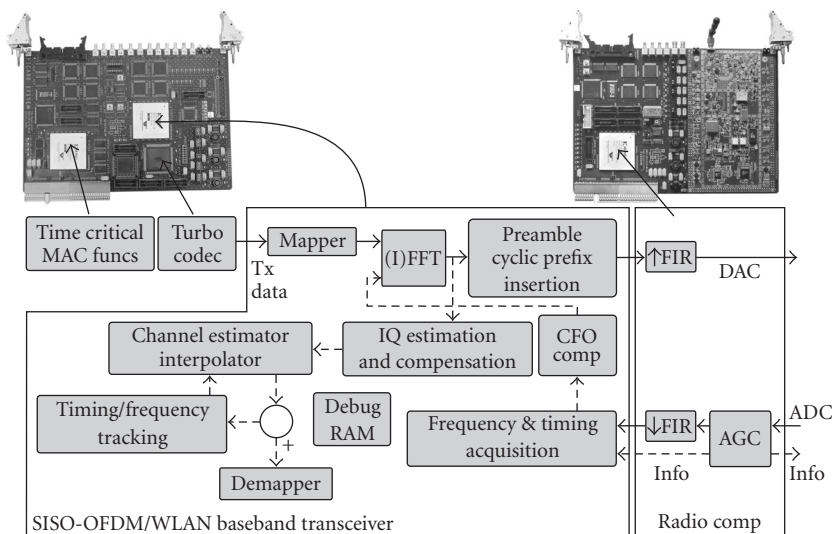 Time critical
MAC funcs
Turbo
codec
Tx
data
Mapper
(I)FFT
Preamble
cyclic prefix
insertion
↑FIR
DAC
Channel estimator
interpolator
IQ estimation
and compensation
CFO
comp
Timing/frequency
tracking
+
Debug
RAM
Frequency & timing
acquisition
↓FIR
AGC
ADC
Info
Info
Demapper
SISO-OFDM/WLAN baseband transceiver
Radio comp